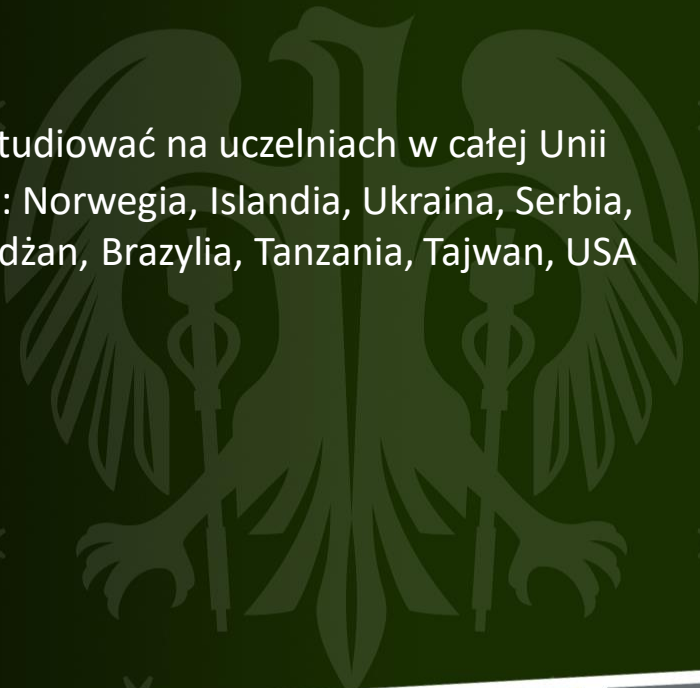 tudiować na uczelniach w całej Unii
: Norwegia, Islandia, Ukraina, Serbia,
dżan, Brazylia, Tanzania, Tajwan, USA